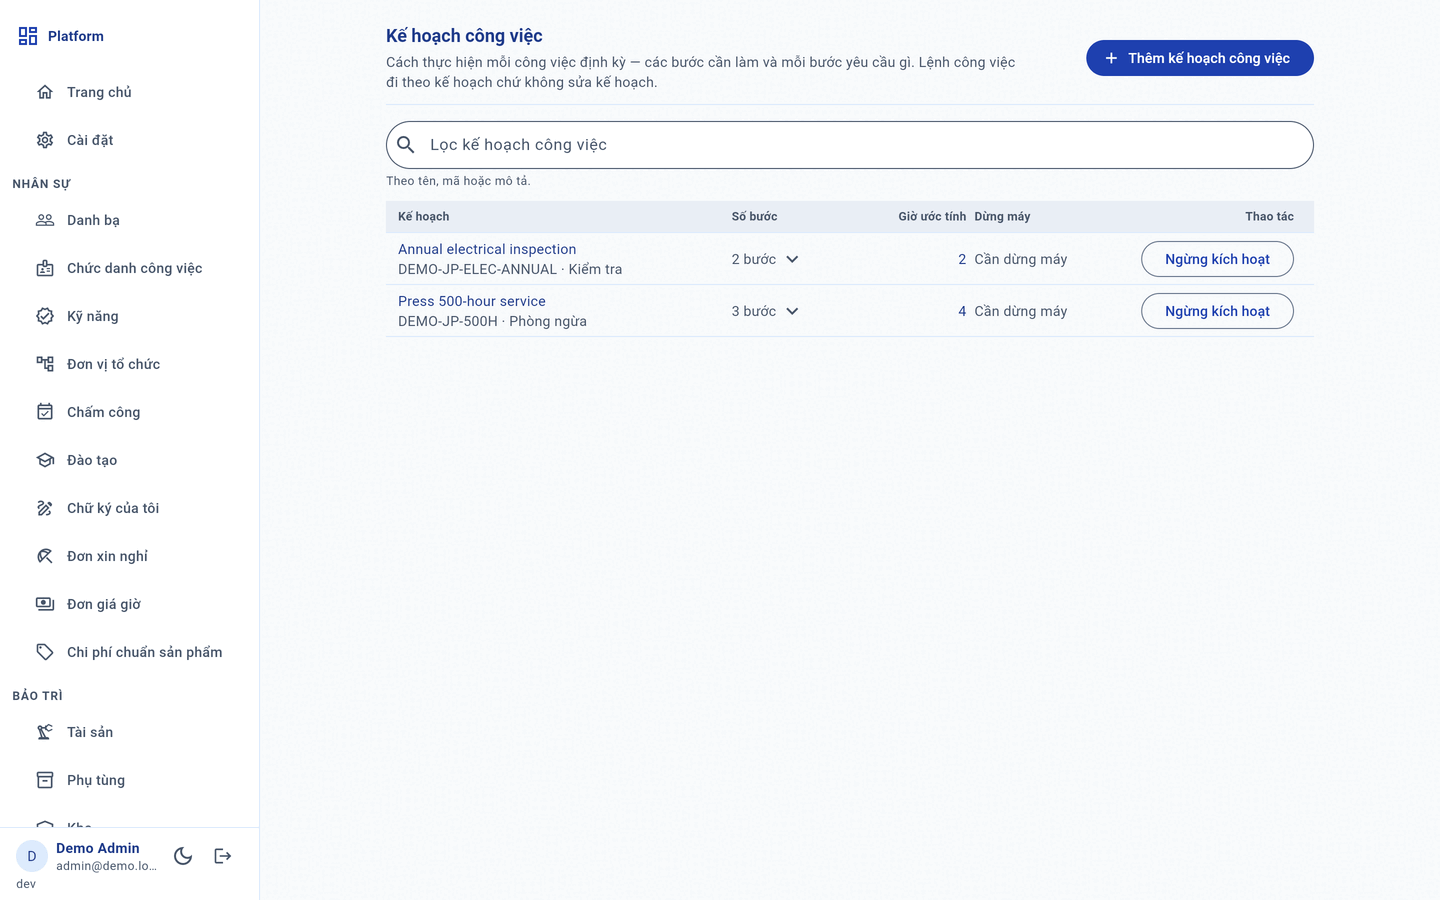 Platform
Trang chủ
Cài đặt
NHÂN SỰ
Danh bạ
Chức danh công việc
Kỹ năng
Đơn vị tổ chức
Chấm công
Đào tạo
Chữ ký của tôi
Đơn xin nghỉ
Đơn giá giờ
Chi phí chuẩn sản phẩm
BẢO TRÌ
Tài sản
Phụ tùng
D
Demo Admin
admin@demo.lo...
dev
Kế hoạch công việc
Cách thực hiện mỗi công việc định kỳ — các bước cần làm và mỗi bước yêu cầu gì. Lệnh công việc
đi theo kế hoạch chứ không sửa kế hoạch.
Thêm kế hoạch công việc
Lọc kế hoạch công việc
Theo tên, mã hoặc mô tả.
Kế hoạch Số bước Giờ ước tính Dừng máy Thao tác
Annual electrical inspection
DEMO-JP-ELEC-ANNUAL · Kiểm tra
2 bước 2 Cần dừng máy Ngừng kích hoạt
Press 500-hour service
DEMO-JP-500H · Phòng ngừa
3 bước 4 Cần dừng máy Ngừng kích hoạt